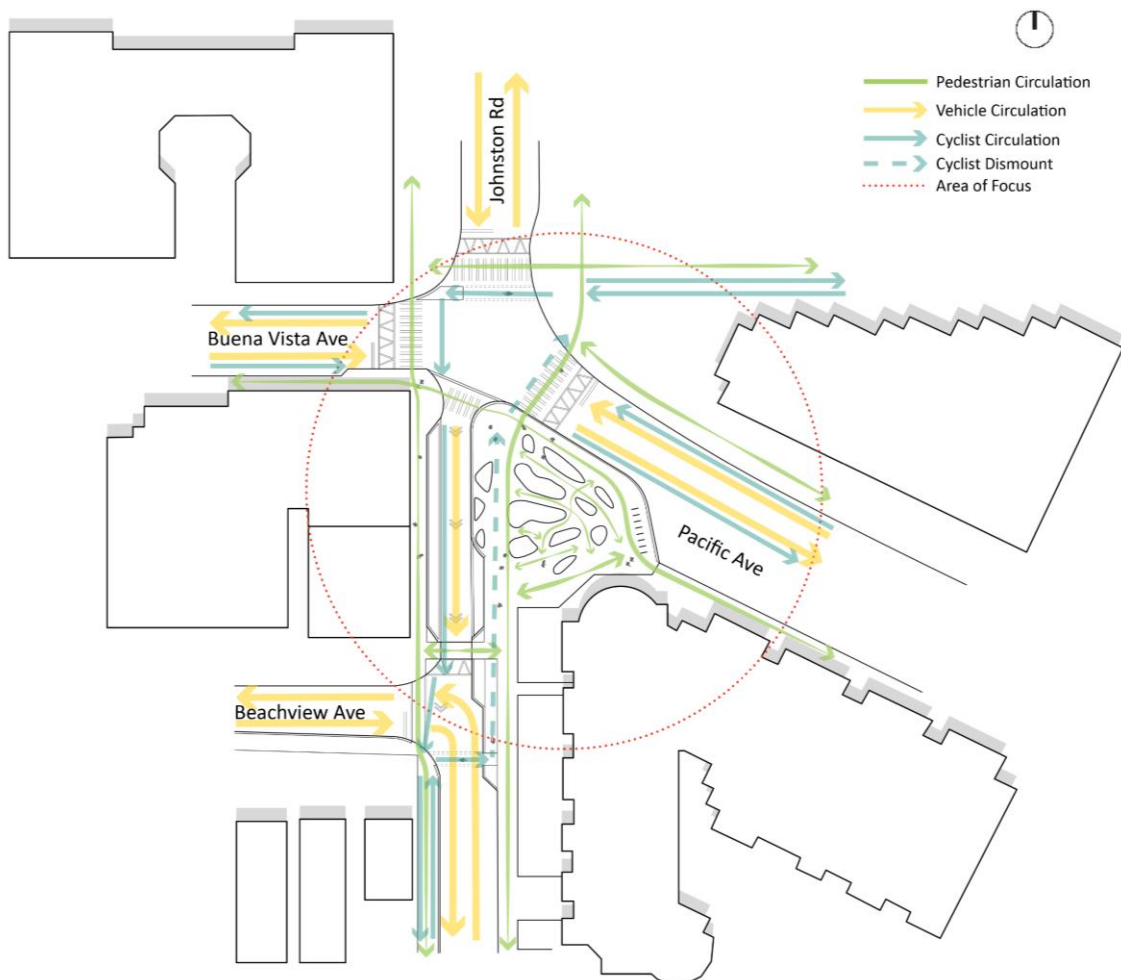 Johnston Rd
Pedestrian Circulation
Vehicle Circulation
Cyclist Circulation
Cyclist Dismount
Area of Focus
Buena Vista Ave
Pacific Ave
Beachview Ave